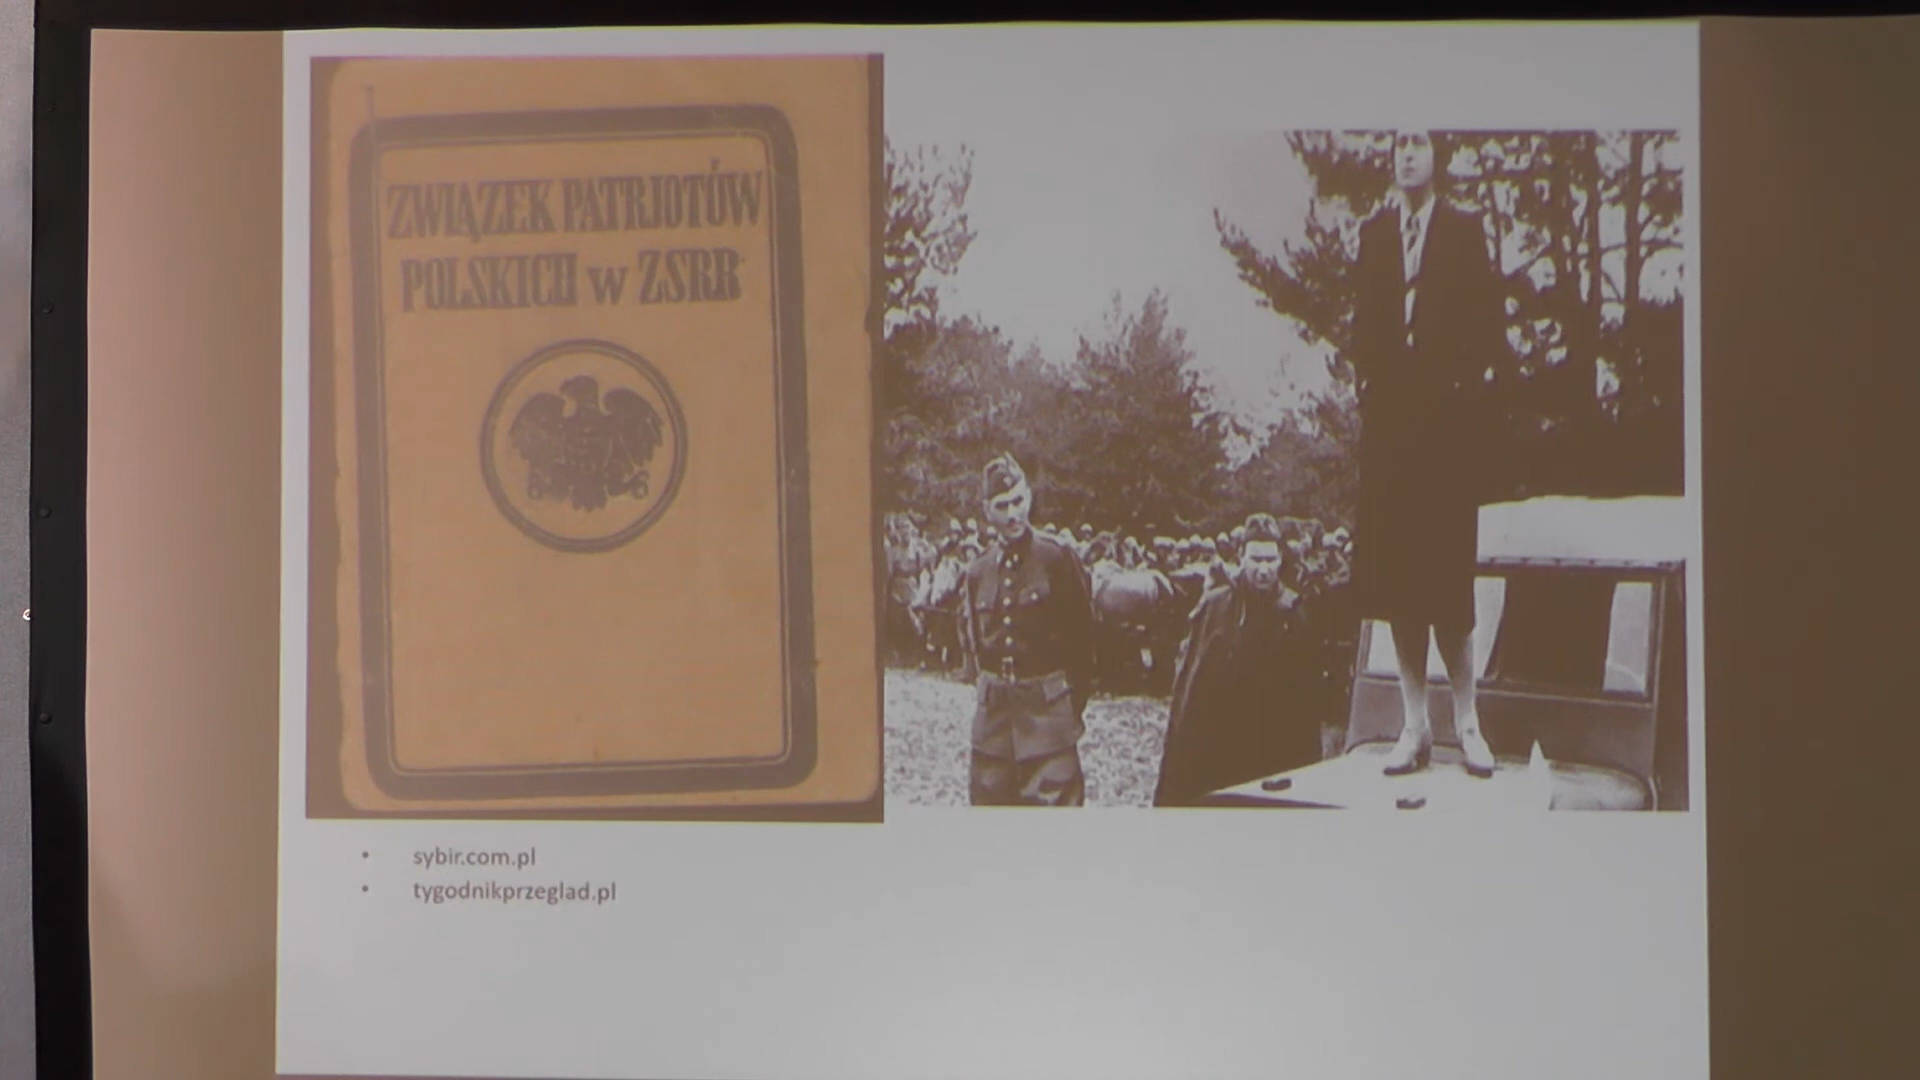 ZWIĄZEK PATRJOTÓW
POLSKICH w ZSRR
• sybir.com.pl
• tygodnikprzeglad.pl